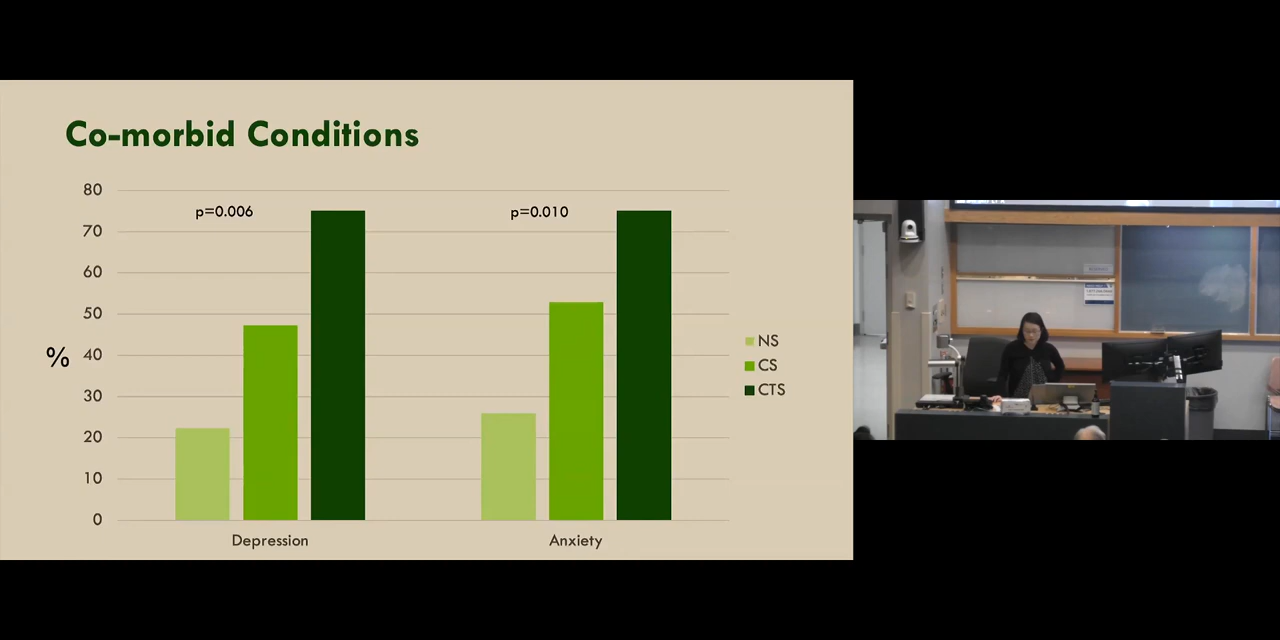 Co-morbid Conditions
80
70
60
50
40
30
20
10
0
%
p=0.006
p=0.010
Depression
Anxiety
NS
CS
CTS